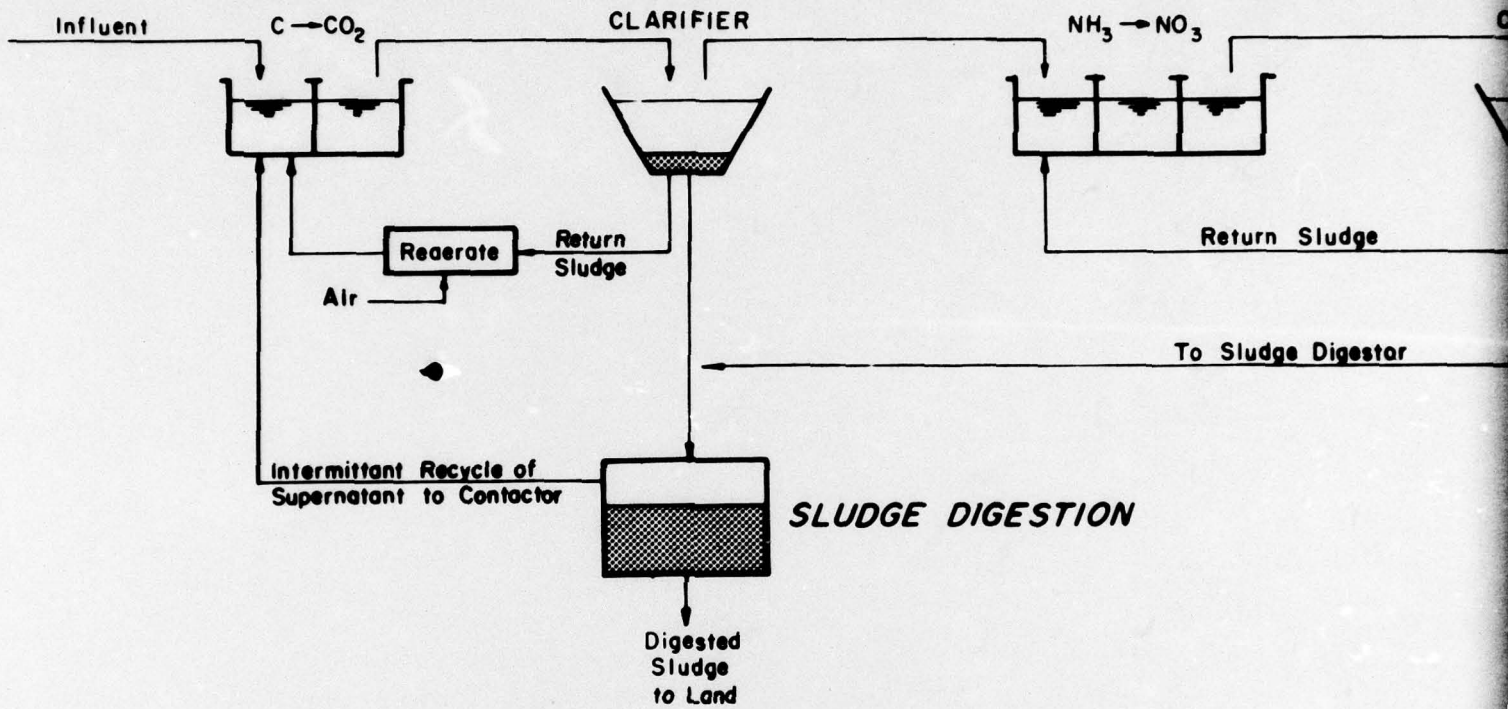 Influent
C → CO2
CLARIFIER
NH3 → NO3
Reaerate
Return
Sludge
Air
Return Sludge
To Sludge Digestor
Intermittant Recycle of
Supernatant to Contactor
SLUDGE DIGESTION
Digested
Sludge
to Land